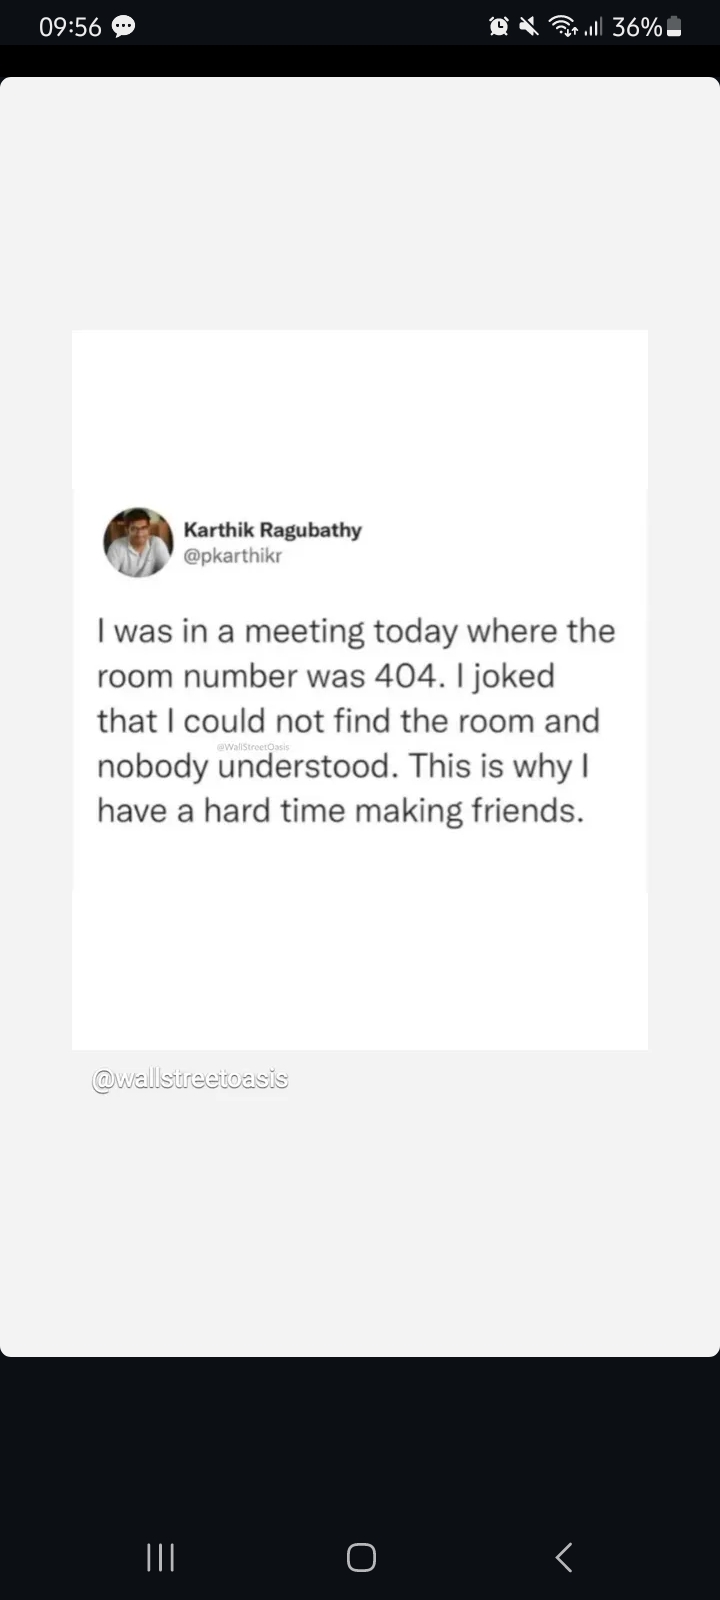 09:56
36%
Karthik Ragubathy
@pkarthikr
I was in a meeting today where the
room number was 404. I joked
that I could not find the room and
@WallStreetOasis
nobody understood. This is why I
have a hard time making friends.
@wallstreetoasis